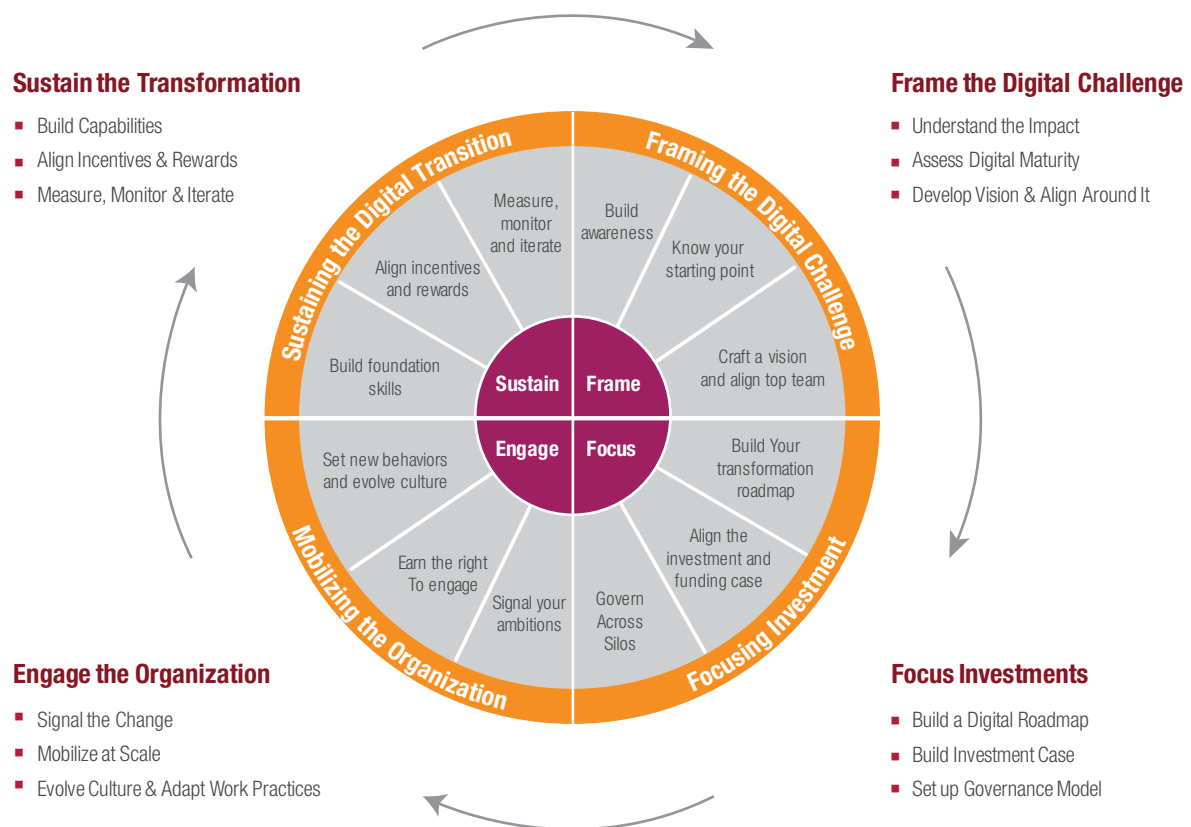 Sustain the Transformation
Build Capabilities
Align Incentives & Rewards
Measure, Monitor & Iterate
Frame the Digital Challenge
Understand the Impact
Assess Digital Maturity
Develop Vision & Align Around It
Sustaining the Digital Transition
Framing the Digital Challenge
Measure,
monitor
and iterate
Build
awareness
Align incentives
and rewards
Know your
starting point
Build foundation
skills
Craft a vision
and align top team
Sustain
Frame
Engage
Focus
Set new behaviors
and evolve culture
Build Your
transformation
roadmap
Earn the right
To engage
Align the
investment and
funding case
Signal your
ambitions
Govern
Across
Silos
Mobilizing the Organization
Focusing Investment
Engage the Organization
Signal the Change
Mobilize at Scale
Evolve Culture & Adapt Work Practices
Focus Investments
Build a Digital Roadmap
Build Investment Case
Set up Governance Model